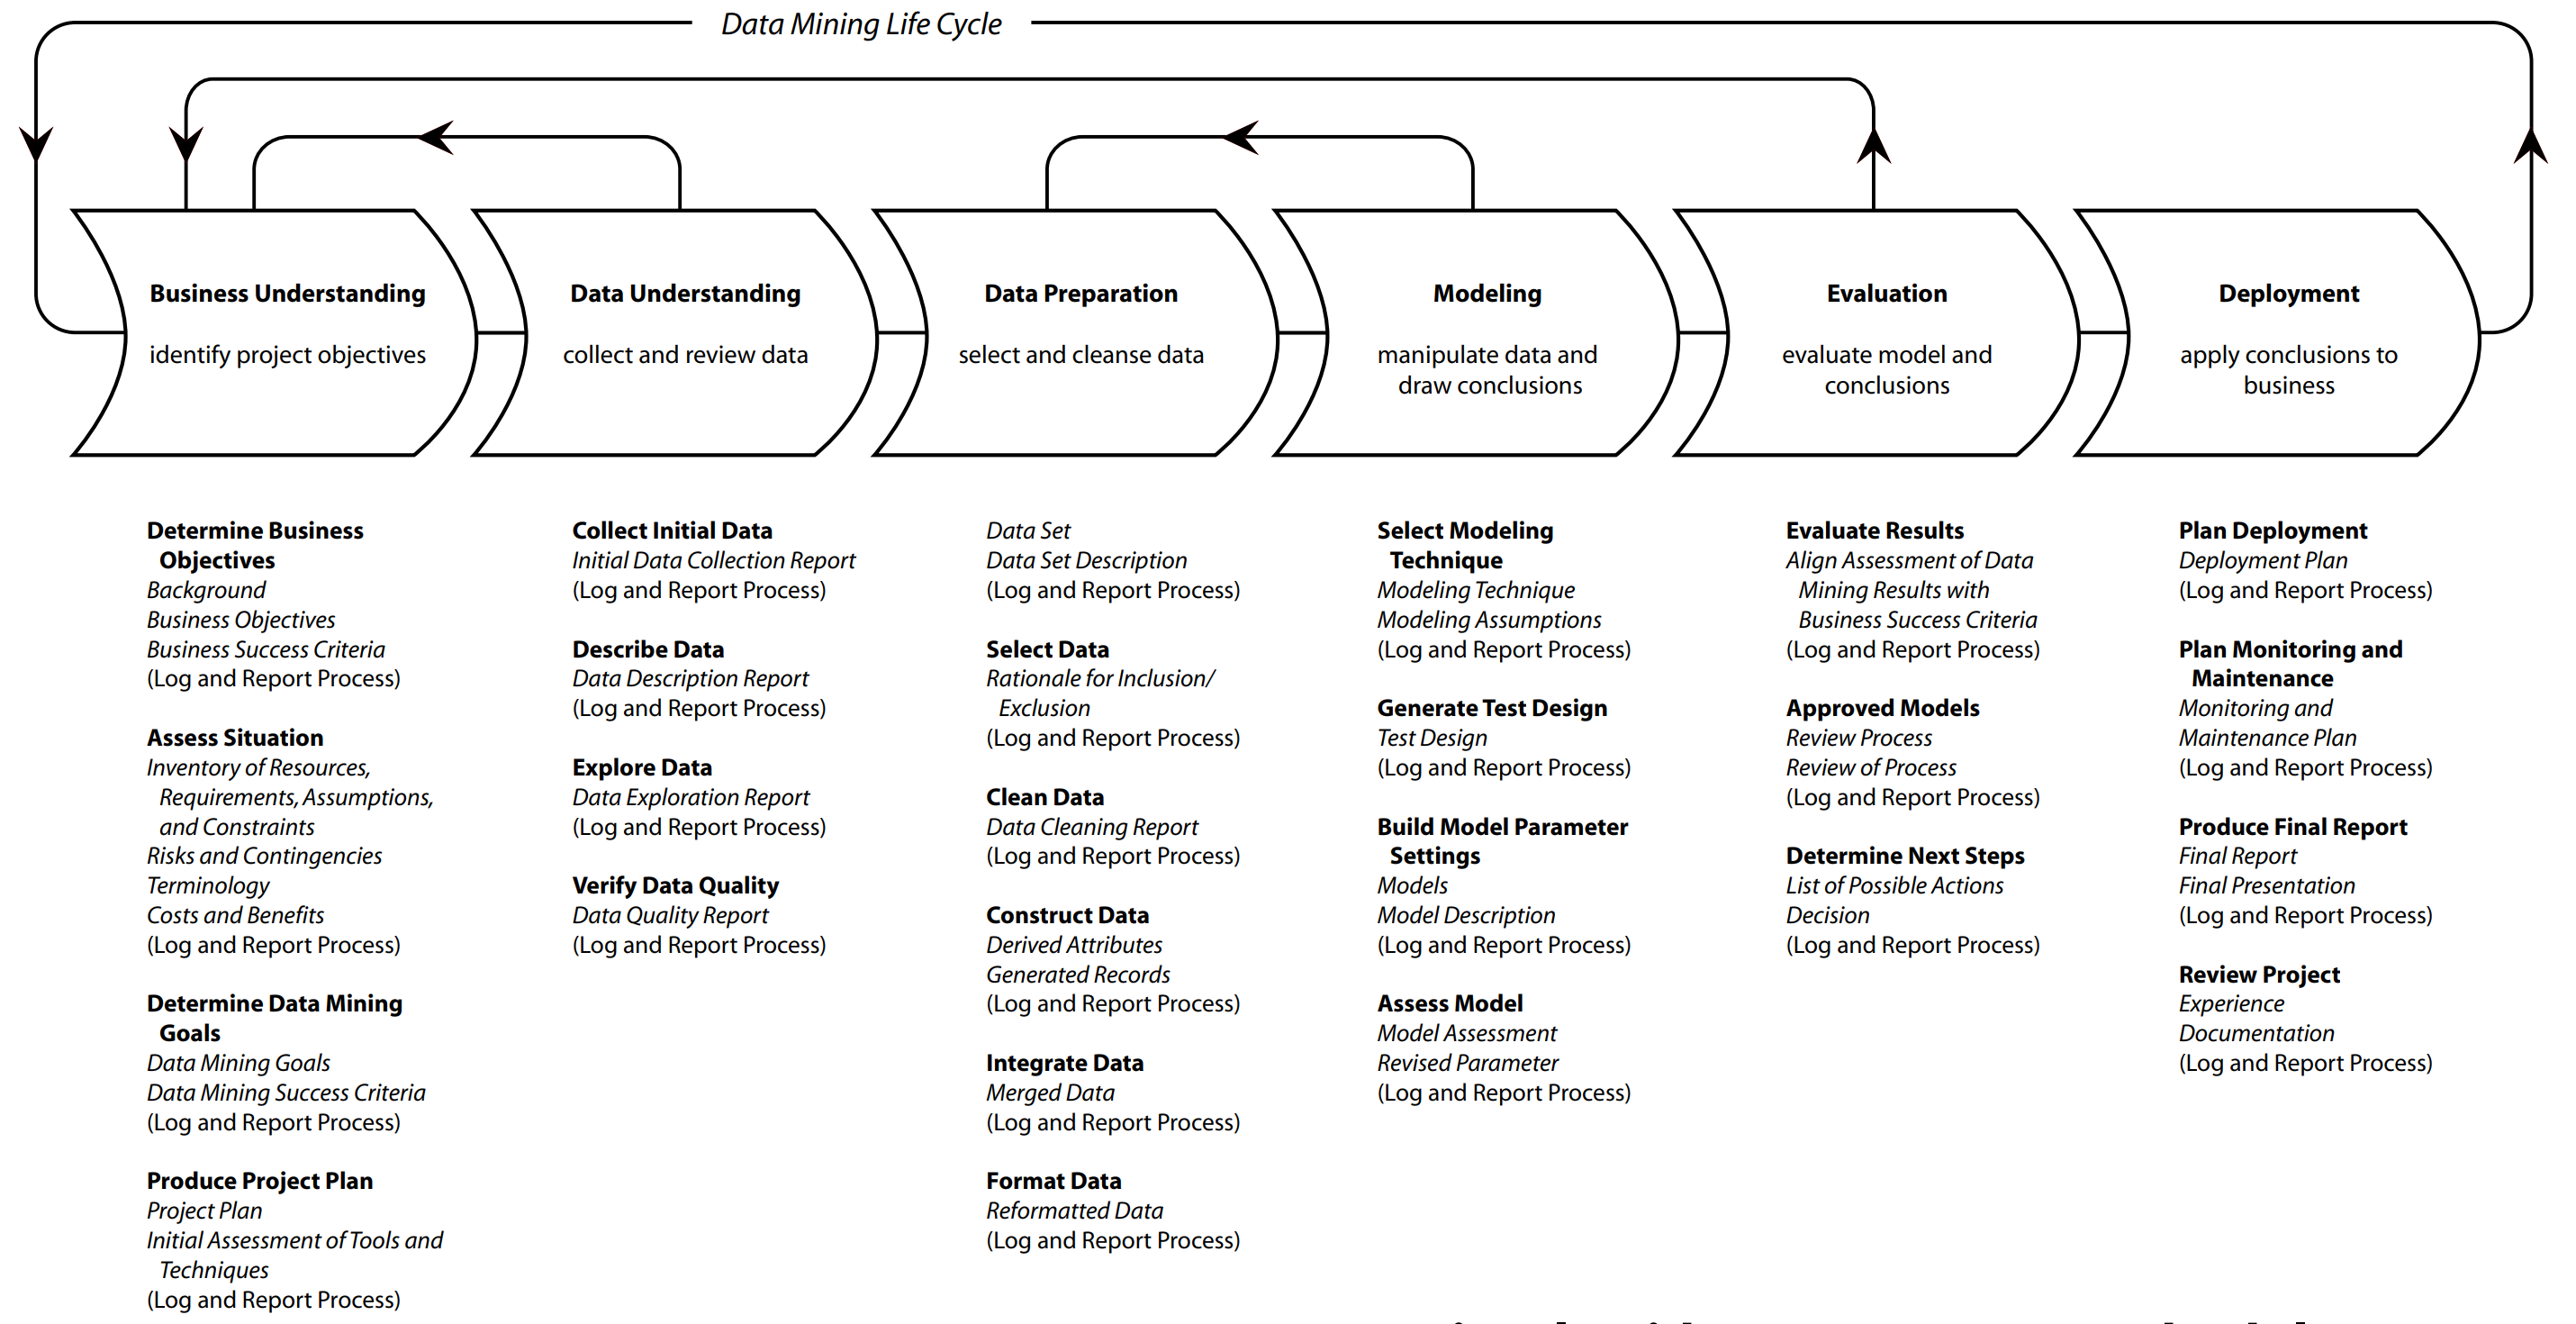 Data Mining Life Cycle
Business Understanding
identify project objectives
Data Understanding
collect and review data
Data Preparation
select and cleanse data
Modeling
manipulate data and
draw conclusions
Evaluation
evaluate model and
conclusions
Deployment
apply conclusions to
business
Determine Business
Objectives
Background
Business Objectives
Business Success Criteria
(Log and Report Process)
Assess Situation
Inventory of Resources,
Requirements, Assumptions,
and Constraints
Risks and Contingencies
Terminology
Costs and Benefits
(Log and Report Process)
Determine Data Mining
Goals
Data Mining Goals
Data Mining Success Criteria
(Log and Report Process)
Produce Project Plan
Project Plan
Initial Assessment of Tools and
Techniques
(Log and Report Process)
Collect Initial Data
Initial Data Collection Report
(Log and Report Process)
Describe Data
Data Description Report
(Log and Report Process)
Explore Data
Data Exploration Report
(Log and Report Process)
Verify Data Quality
Data Quality Report
(Log and Report Process)
Data Set
Data Set Description
(Log and Report Process)
Select Data
Rationale for Inclusion/
Exclusion
(Log and Report Process)
Clean Data
Data Cleaning Report
(Log and Report Process)
Construct Data
Derived Attributes
Generated Records
(Log and Report Process)
Integrate Data
Merged Data
(Log and Report Process)
Format Data
Reformatted Data
(Log and Report Process)
Select Modeling
Technique
Modeling Technique
Modeling Assumptions
(Log and Report Process)
Generate Test Design
Test Design
(Log and Report Process)
Build Model Parameter
Settings
Models
Model Description
(Log and Report Process)
Assess Model
Model Assessment
Revised Parameter
(Log and Report Process)
Evaluate Results
Align Assessment of Data
Mining Results with
Business Success Criteria
(Log and Report Process)
Approved Models
Review Process
Review of Process
(Log and Report Process)
Determine Next Steps
List of Possible Actions
Decision
(Log and Report Process)
Plan Deployment
Deployment Plan
(Log and Report Process)
Plan Monitoring and
Maintenance
Monitoring and
Maintenance Plan
(Log and Report Process)
Produce Final Report
Final Report
Final Presentation
(Log and Report Process)
Review Project
Experience
Documentation
(Log and Report Process)